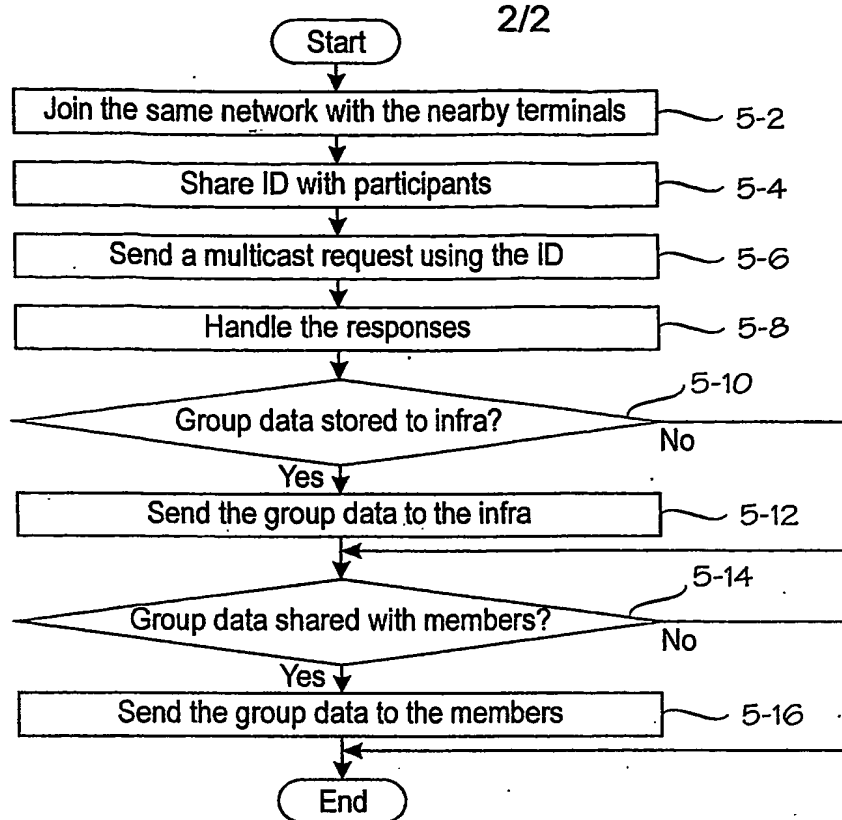 2/2
Start
Join the same network with the nearby terminals
5-2
Share ID with participants
5-4
Send a multicast request using the ID
5-6
Handle the responses
5-8
5-10
Group data stored to infra?
No
Yes
Send the group data to the infra
5-12
5-14
Group data shared with members?
No
Yes
Send the group data to the members
5-16
End